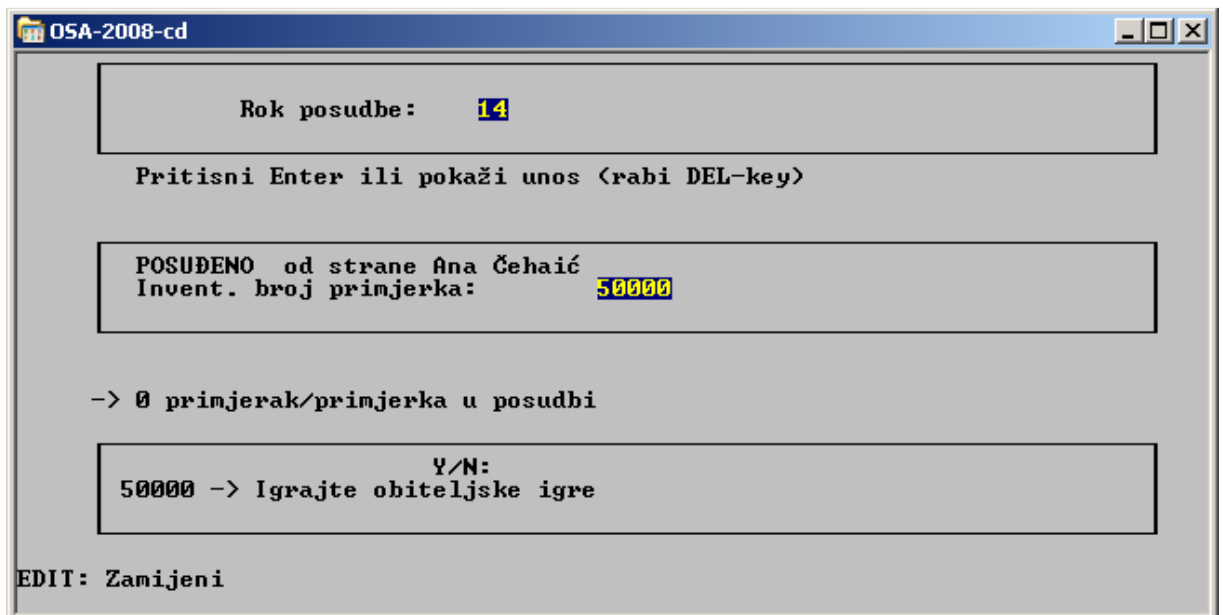 OSA-2008-cd
Rok posudbe: 14
Pritisni Enter ili pokaži unos (rabi DEL-key)
POSUĐENO od strane Ana Čehaić
Invent. broj primjerka: 50000
-> 0 primjerak/primjerka u posudbi
Y/N:
50000 -> Igrajte obiteljske igre
EDIT: Zamijeni